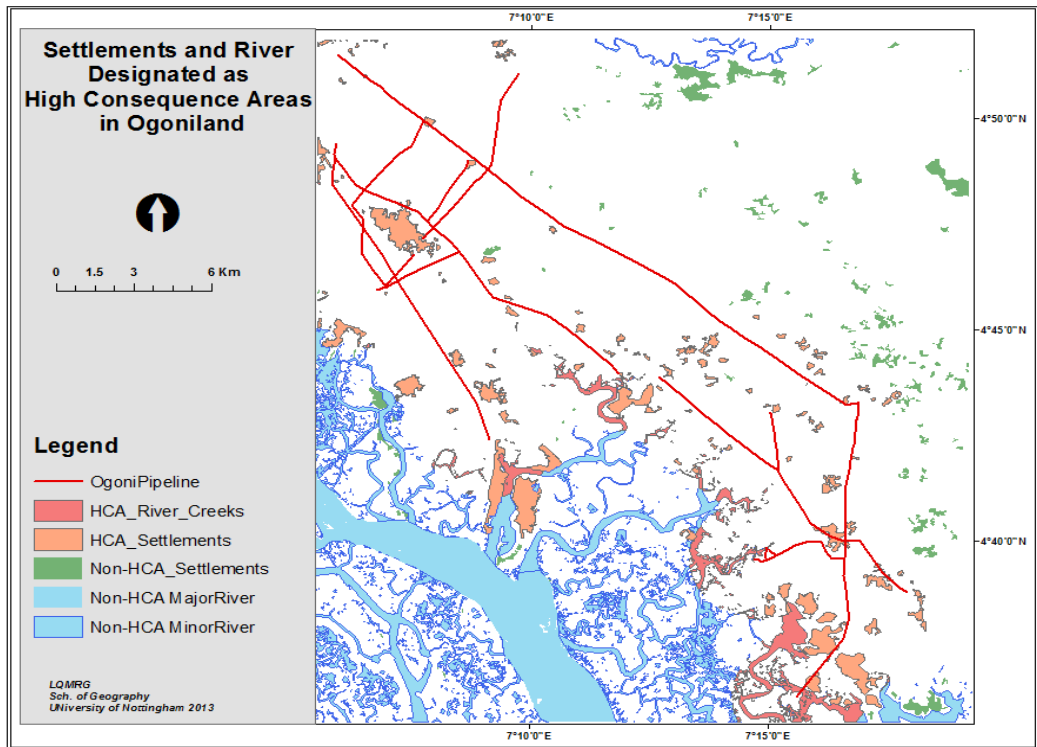 Settlements and River
Designated as
High Consequence Areas
in Ogoniland
0 1.5 3 6 Km
Legend
OgoniPipeline
HCA_River_Creeks
HCA_Settlements
Non-HCA_Settlements
Non-HCA MajorRiver
Non-HCA MinorRiver
LQMRG
Sch. of Geography
UNiversity of Nottingham 2013
7°10'0"E 7°15'0"E
4°50'0"N
4°45'0"N
4°40'0"N
7°10'0"E 7°15'0"E